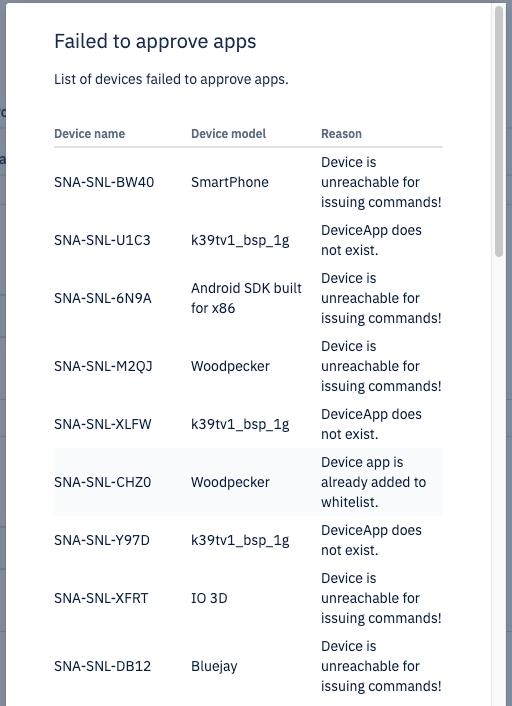 Failed to approve apps
List of devices failed to approve apps.
Device name Device model Reason
SNA-SNL-BW40 SmartPhone Device is
unreachable for
issuing commands!
SNA-SNL-U1C3 k39tv1_bsp_1g DeviceApp does
not exist.
SNA-SNL-6N9A Android SDK built
for x86 Device is
unreachable for
issuing commands!
SNA-SNL-M2QJ Woodpecker Device is
unreachable for
issuing commands!
SNA-SNL-XLFW k39tv1_bsp_1g DeviceApp does
not exist.
SNA-SNL-CHZ0 Woodpecker Device app is
already added to
whitelist.
SNA-SNL-Y97D k39tv1_bsp_1g DeviceApp does
not exist.
SNA-SNL-XFRT IO 3D Device is
unreachable for
issuing commands!
SNA-SNL-DB12 Bluejay Device is
unreachable for
issuing commands!